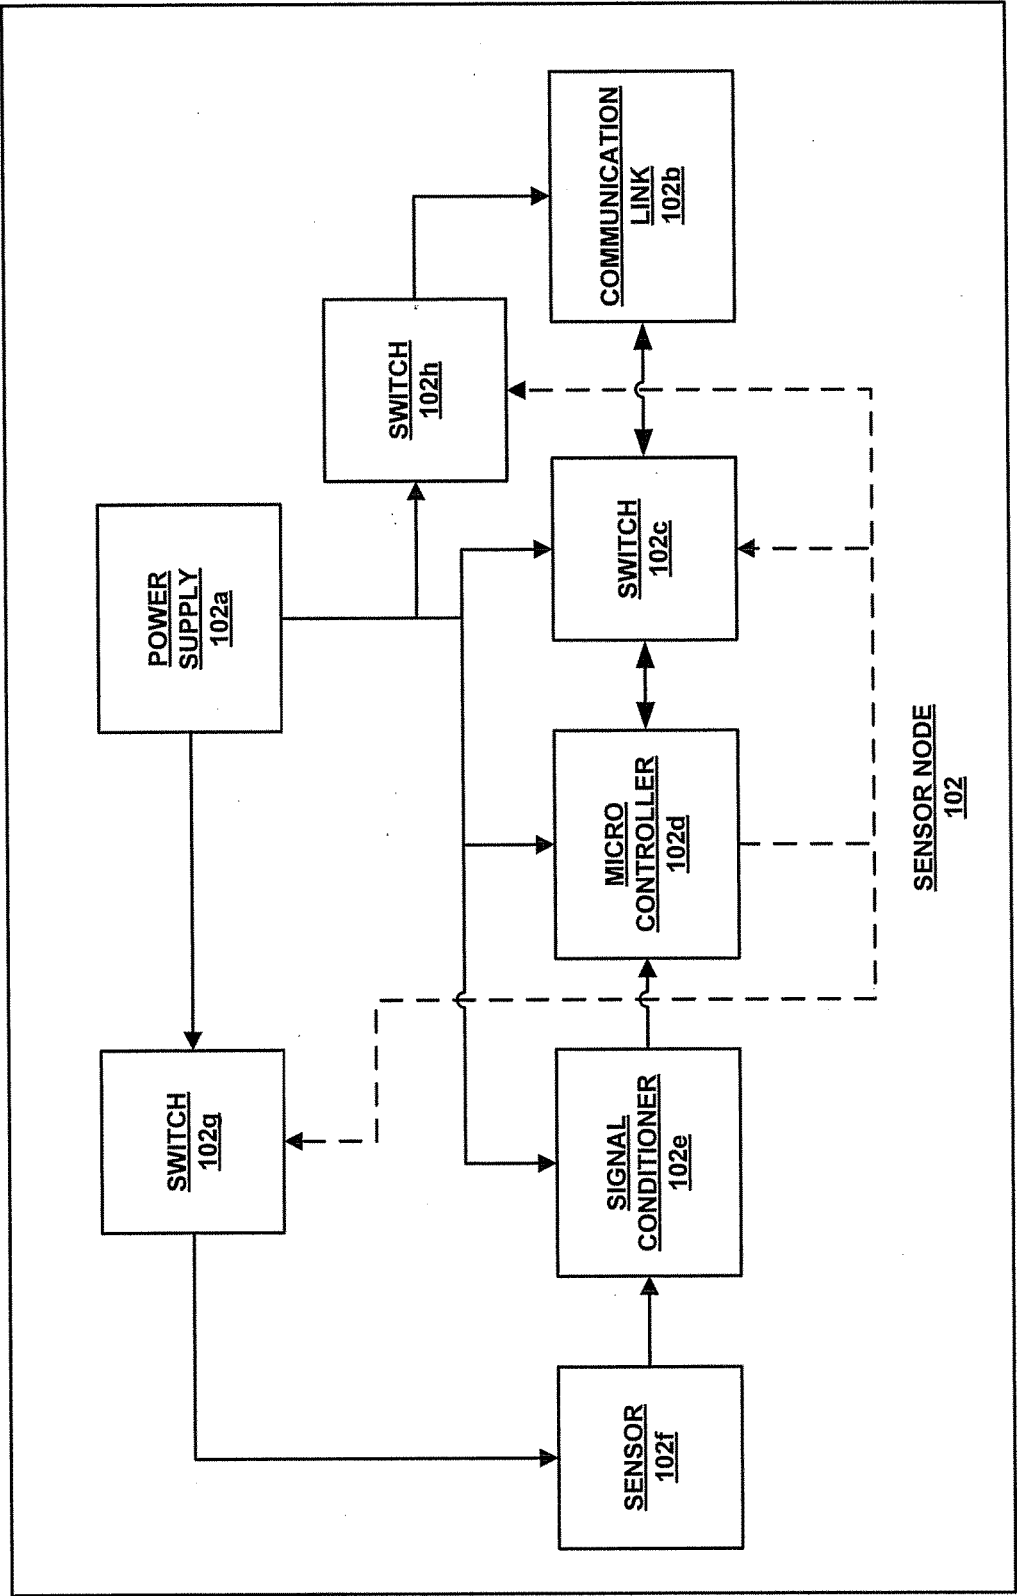 POWER
SUPPLY
102a
SWITCH
102g
SWITCH
102h
SENSOR
102f
SIGNAL
CONDITIONER
102e
MICRO
CONTROLLER
102d
SWITCH
102c
COMMUNICATION
LINK
102b
SENSOR NODE
102